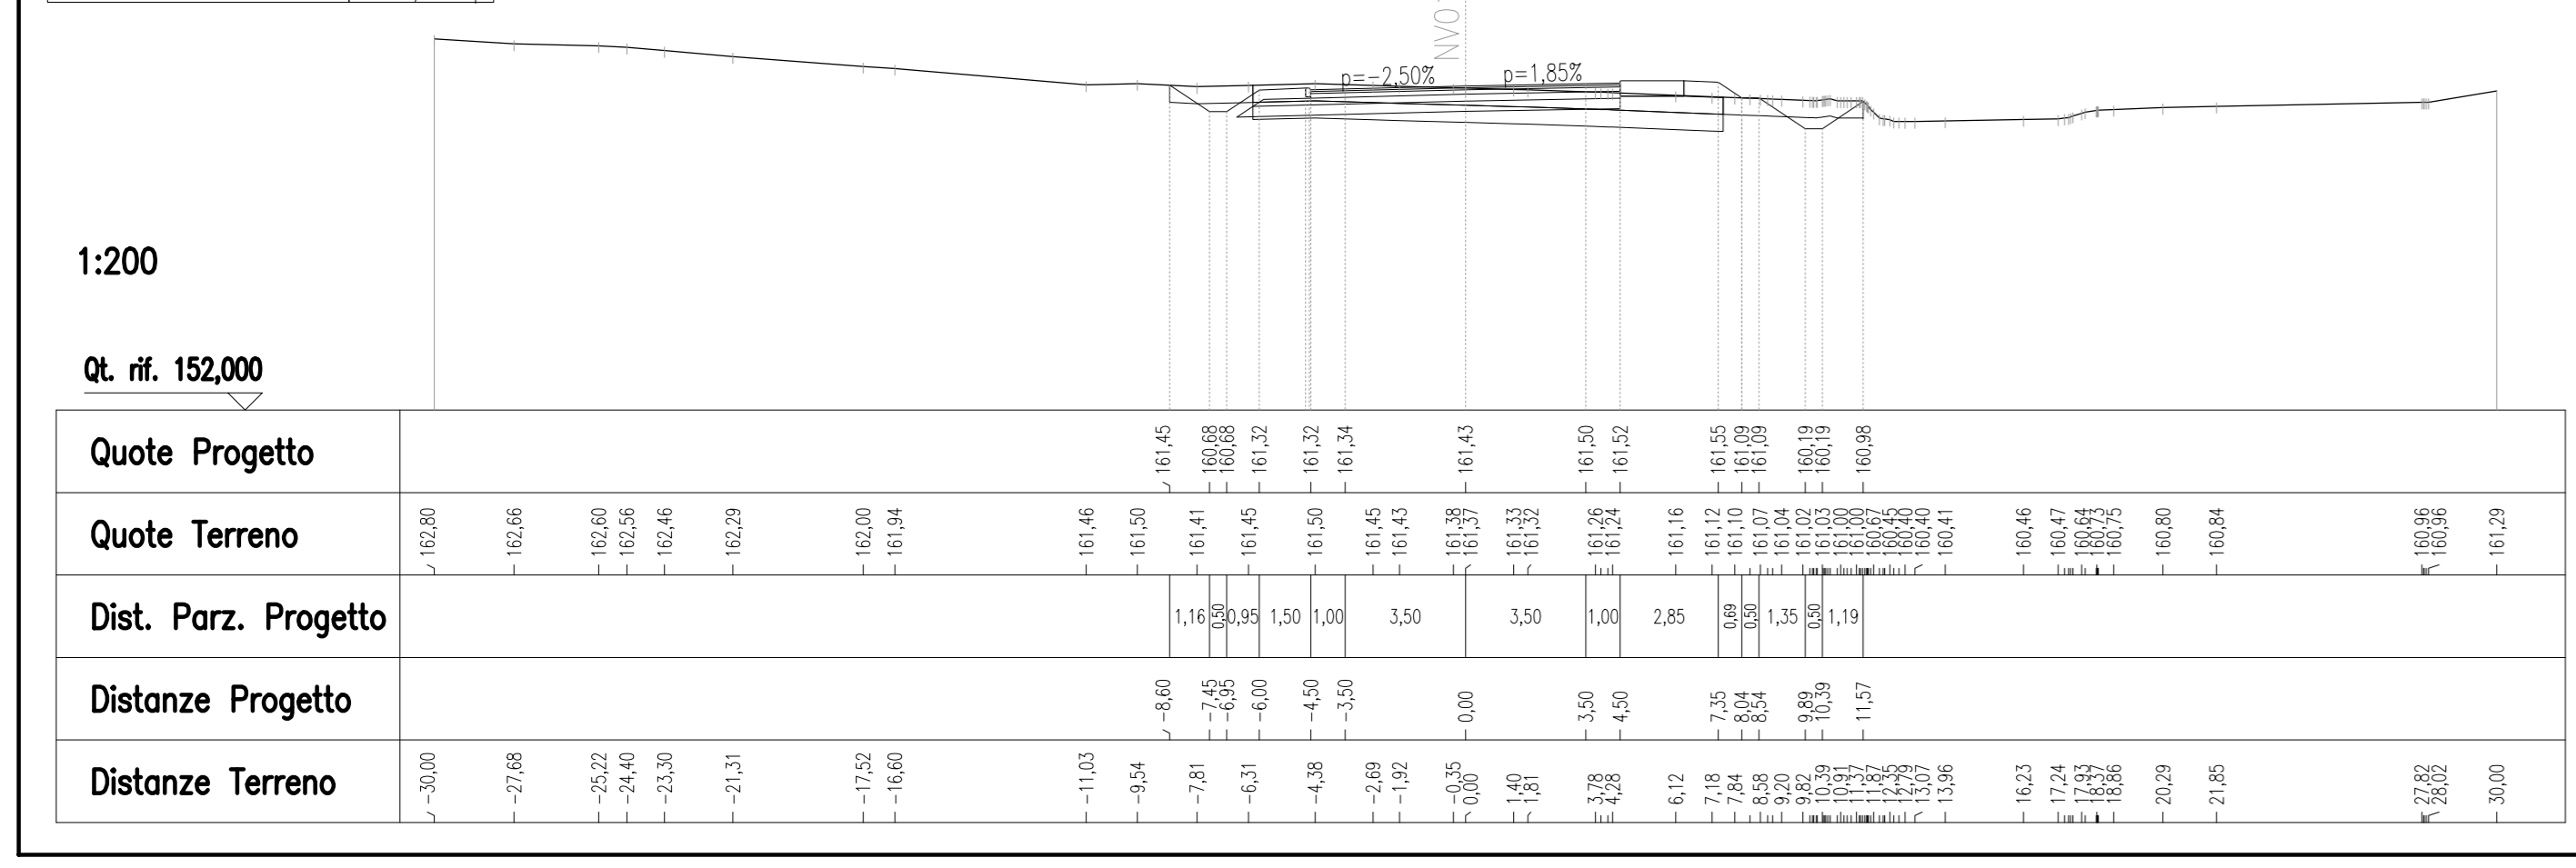 NV0
p=-2,50% p=1,85%
1:200
Qt. rif. 152,000
Quote Progetto 161,45 160,68 160,68 161,32 161,32 161,34 161,43 161,50 161,52 161,55 161,09 161,09 160,19 160,19 160,98
Quote Terreno 162,80 162,66 162,60 162,56 162,46 162,29 162,00 161,94 161,46 161,50 161,41 161,45 161,50 161,45 161,43 161,38 161,37 161,33 161,32 161,26 161,24 161,16 161,12 161,10 161,07 161,04 161,02 161,03 161,00 161,00 160,67 160,45 160,40 160,40 160,41 160,46 160,47 160,64 160,73 160,75 160,80 160,84 160,96 160,96 161,29
Dist. Parz. Progetto 1,16 0,50 0,95 1,50 1,00 3,50 3,50 1,00 2,85 0,69 0,50 1,35 0,50 1,19
Distanze Progetto -8,60 -7,45 -6,95 -6,00 -4,50 -3,50 0,00 3,50 4,50 7,35 8,04 8,54 9,89 10,39 11,57
Distanze Terreno -30,00 -27,68 -25,22 -24,40 -23,30 -21,31 -17,52 -16,60 -11,03 -9,54 -7,81 -6,31 -4,38 -2,69 -1,92 -0,35 0,00 1,40 1,81 3,78 4,28 6,12 7,18 7,84 8,58 9,20 9,82 10,39 10,91 11,37 11,87 12,35 12,79 13,07 13,96 16,23 17,24 17,93 18,37 18,86 20,29 21,85 27,82 28,02 30,00